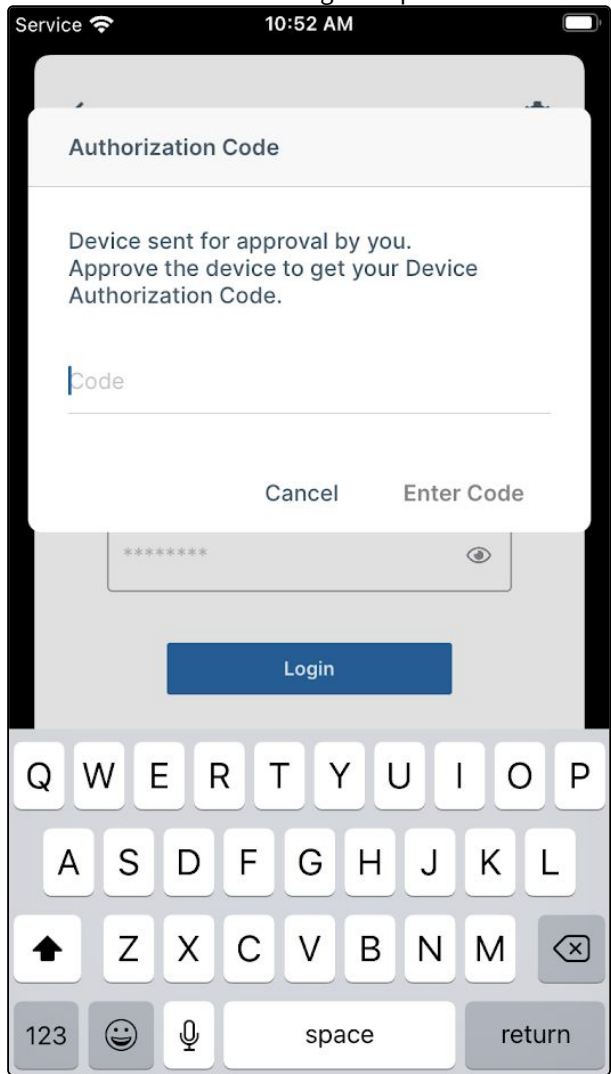 Service 10:52 AM
Authorization Code
Device sent for approval by you.
Approve the device to get your Device
Authorization Code.
Code
Cancel Enter Code
********
Login
Q W E R T Y U I O P
A S D F G H J K L
Z X C V B N M
123 space return